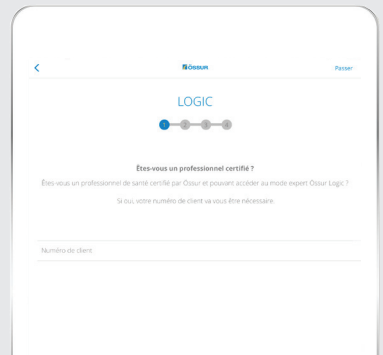 ÖSSUR
Passer
LOGIC
1 2 3 4
Êtes-vous un professionnel certifié ?
Êtes-vous un professionnel de santé certifié par Össur et pouvant accéder au mode expert Össur Logic ?
Si oui, votre numéro de client va vous être nécessaire.
Numéro de client